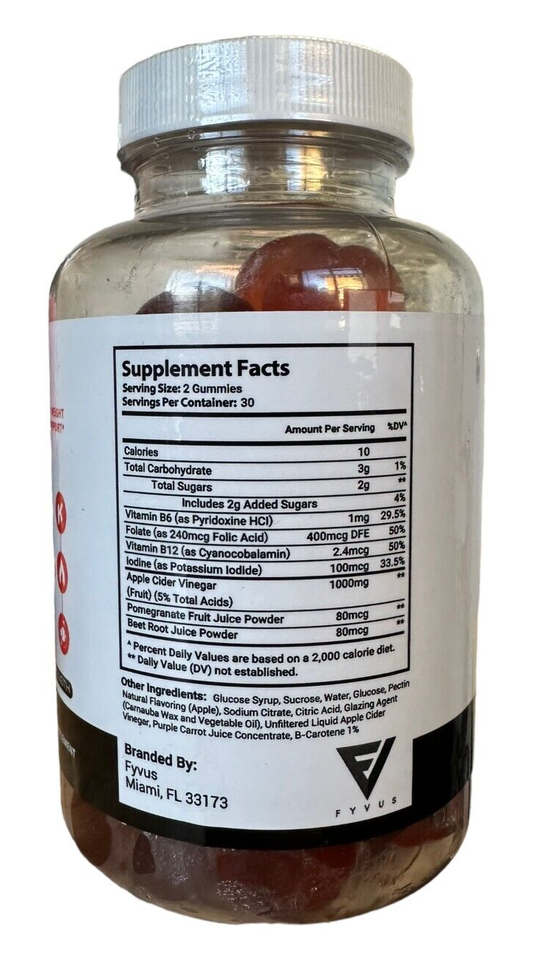 Supplement Facts
Serving Size: 2 Gummies
Servings Per Container: 30
Amount Per Serving %DV^
Calories 10
Total Carbohydrate 3g 1%
Total Sugars 2g **
Includes 2g Added Sugars 4%
Vitamin B6 (as Pyridoxine HCl) 1mg 29.5%
Folate (as 240mcg Folic Acid) 400mcg DFE 50%
Vitamin B12 (as Cyanocobalamin) 2.4mcg 50%
Iodine (as Potassium Iodide) 100mcg 33.5%
Apple Cider Vinegar 1000mg **
(Fruit) (5% Total Acids)
Pomegranate Fruit Juice Powder 80mcg **
Beet Root Juice Powder 80mcg **
^ Percent Daily Values are based on a 2,000 calorie diet.
** Daily Value (DV) not established.
Other Ingredients: Glucose Syrup, Sucrose, Water, Glucose, Pectin
Natural Flavoring (Apple), Sodium Citrate, Citric Acid, Glazing Agent
(Carnauba Wax and Vegetable Oil), Unfiltered Liquid Apple Cider
Vinegar, Purple Carrot Juice Concentrate, B-Carotene 1%
Branded By:
Fyvus
Miami, FL 33173
FYVUS